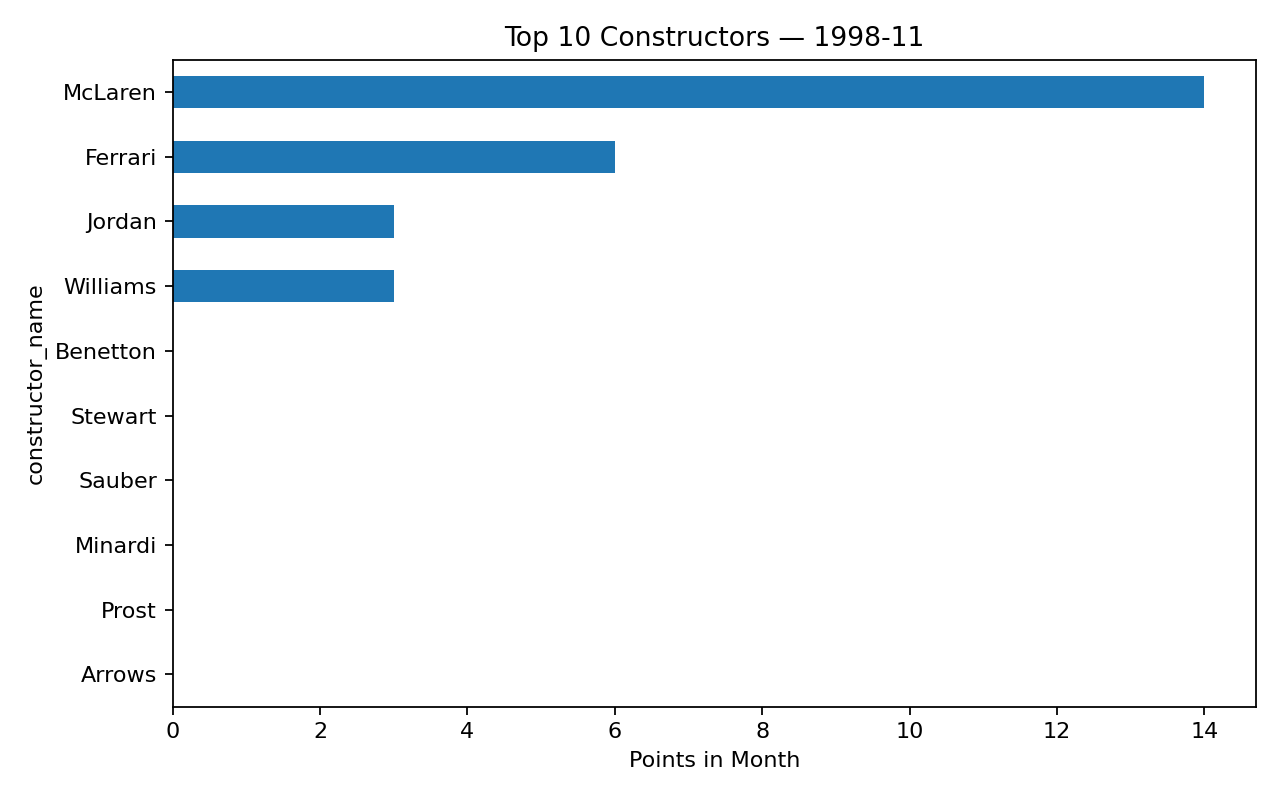 Top 10 Constructors — 1998-11
constructor_name
McLaren
Ferrari
Jordan
Williams
Benetton
Stewart
Sauber
Minardi
Prost
Arrows
0 2 4 6 8 10 12 14
Points in Month